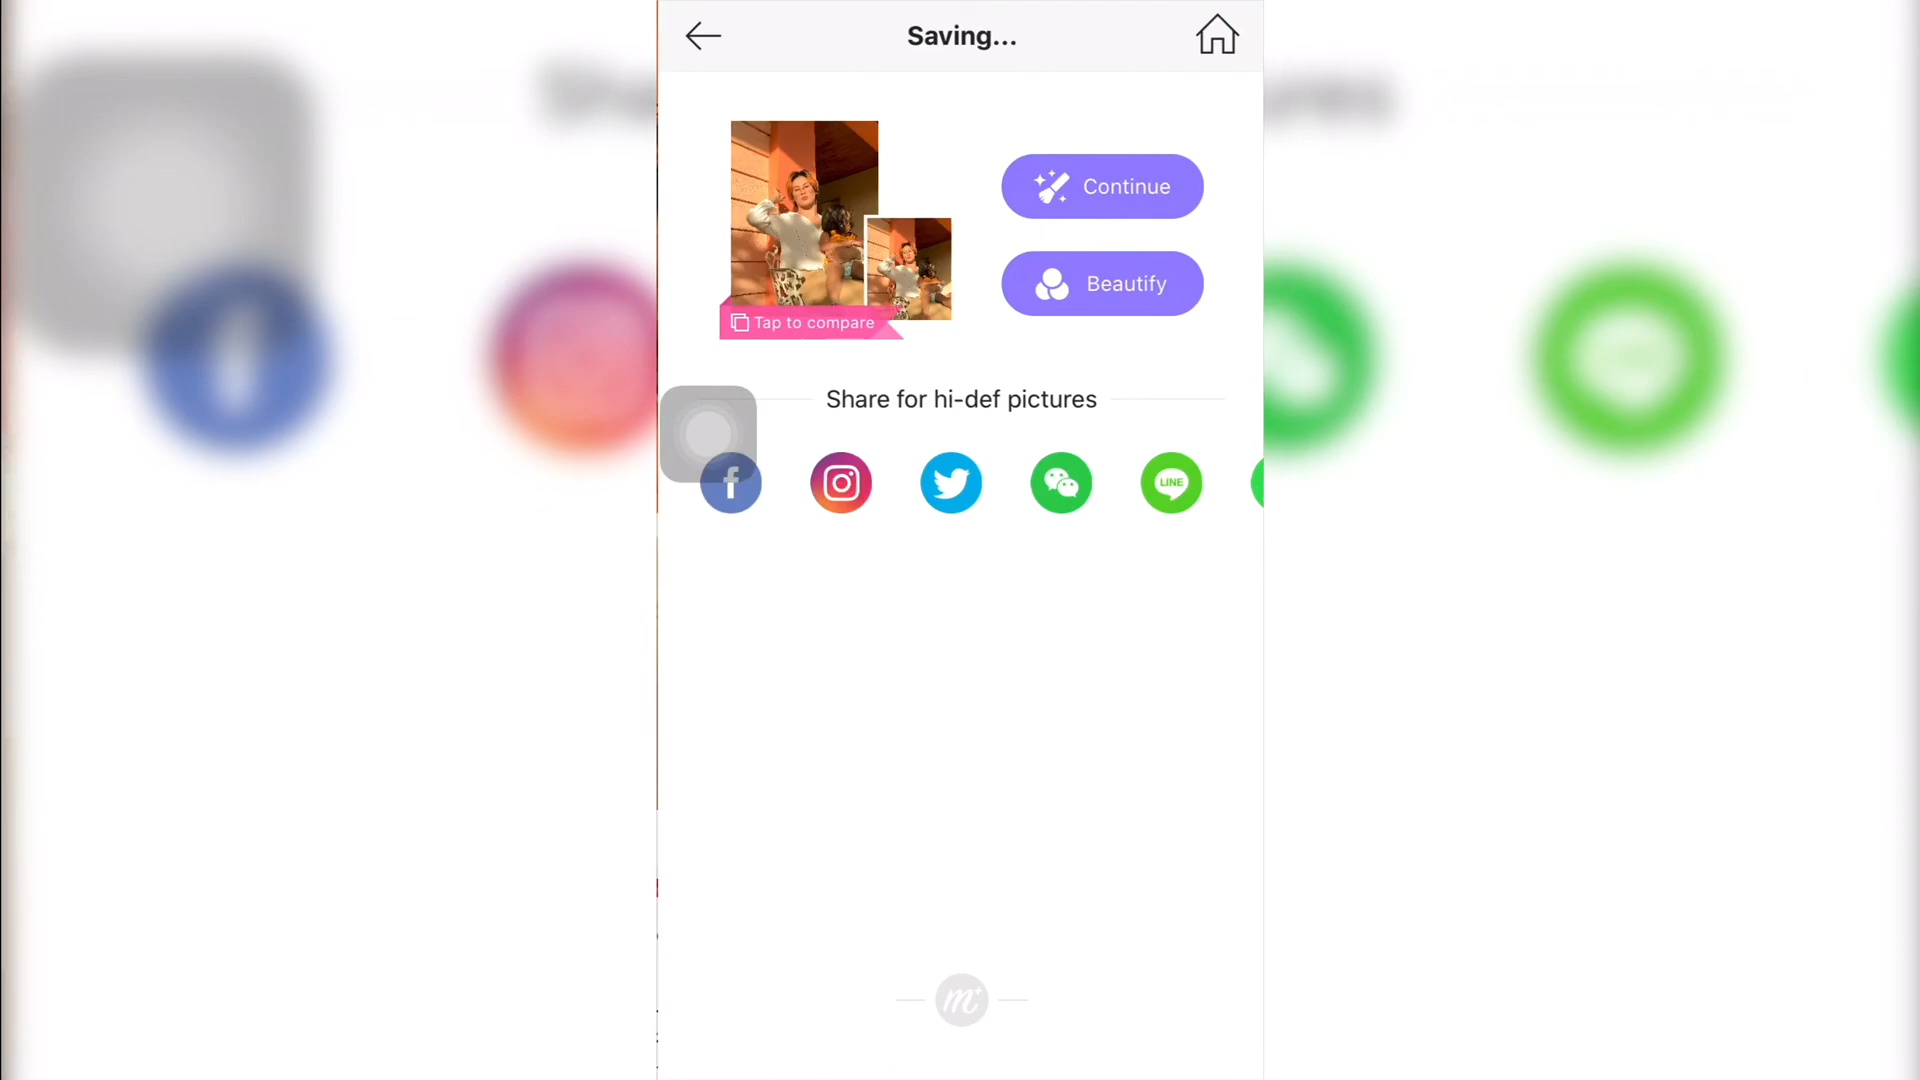 Saving...
Continue
Beautify
Tap to compare
Share for hi-def pictures
f
LINE
m+